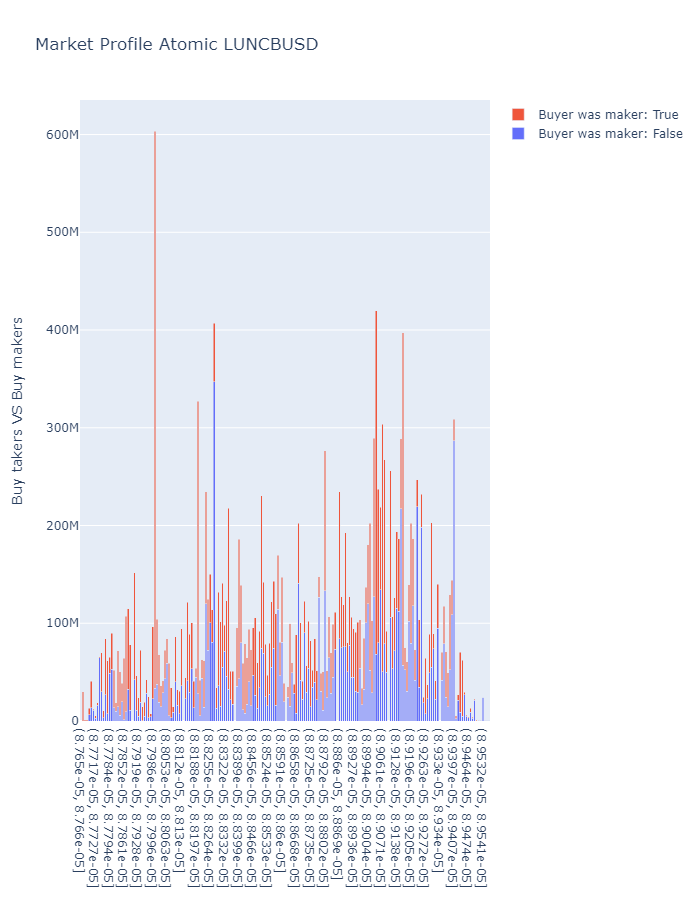 Market Profile Atomic LUNCBUSD
Buyer was maker: True
Buyer was maker: False
Buy takers VS Buy makers
600M
500M
400M
300M
200M
100M
0
(8.765e-05, 8.766e-05]
(8.7717e-05, 8.7727e-05]
(8.7784e-05, 8.7794e-05]
(8.7852e-05, 8.7861e-05]
(8.7919e-05, 8.7928e-05]
(8.7986e-05, 8.7996e-05]
(8.8053e-05, 8.8063e-05]
(8.812e-05, 8.813e-05]
(8.8188e-05, 8.8197e-05]
(8.8255e-05, 8.8264e-05]
(8.8322e-05, 8.8332e-05]
(8.8389e-05, 8.8399e-05]
(8.8456e-05, 8.8466e-05]
(8.8524e-05, 8.8533e-05]
(8.8591e-05, 8.86e-05]
(8.8658e-05, 8.8668e-05]
(8.8725e-05, 8.8735e-05]
(8.8792e-05, 8.8802e-05]
(8.886e-05, 8.8869e-05]
(8.8927e-05, 8.8936e-05]
(8.8994e-05, 8.9004e-05]
(8.9061e-05, 8.9071e-05]
(8.9128e-05, 8.9138e-05]
(8.9196e-05, 8.9205e-05]
(8.9263e-05, 8.9272e-05]
(8.933e-05, 8.934e-05]
(8.9397e-05, 8.9407e-05]
(8.9464e-05, 8.9474e-05]
(8.9532e-05, 8.9541e-05]